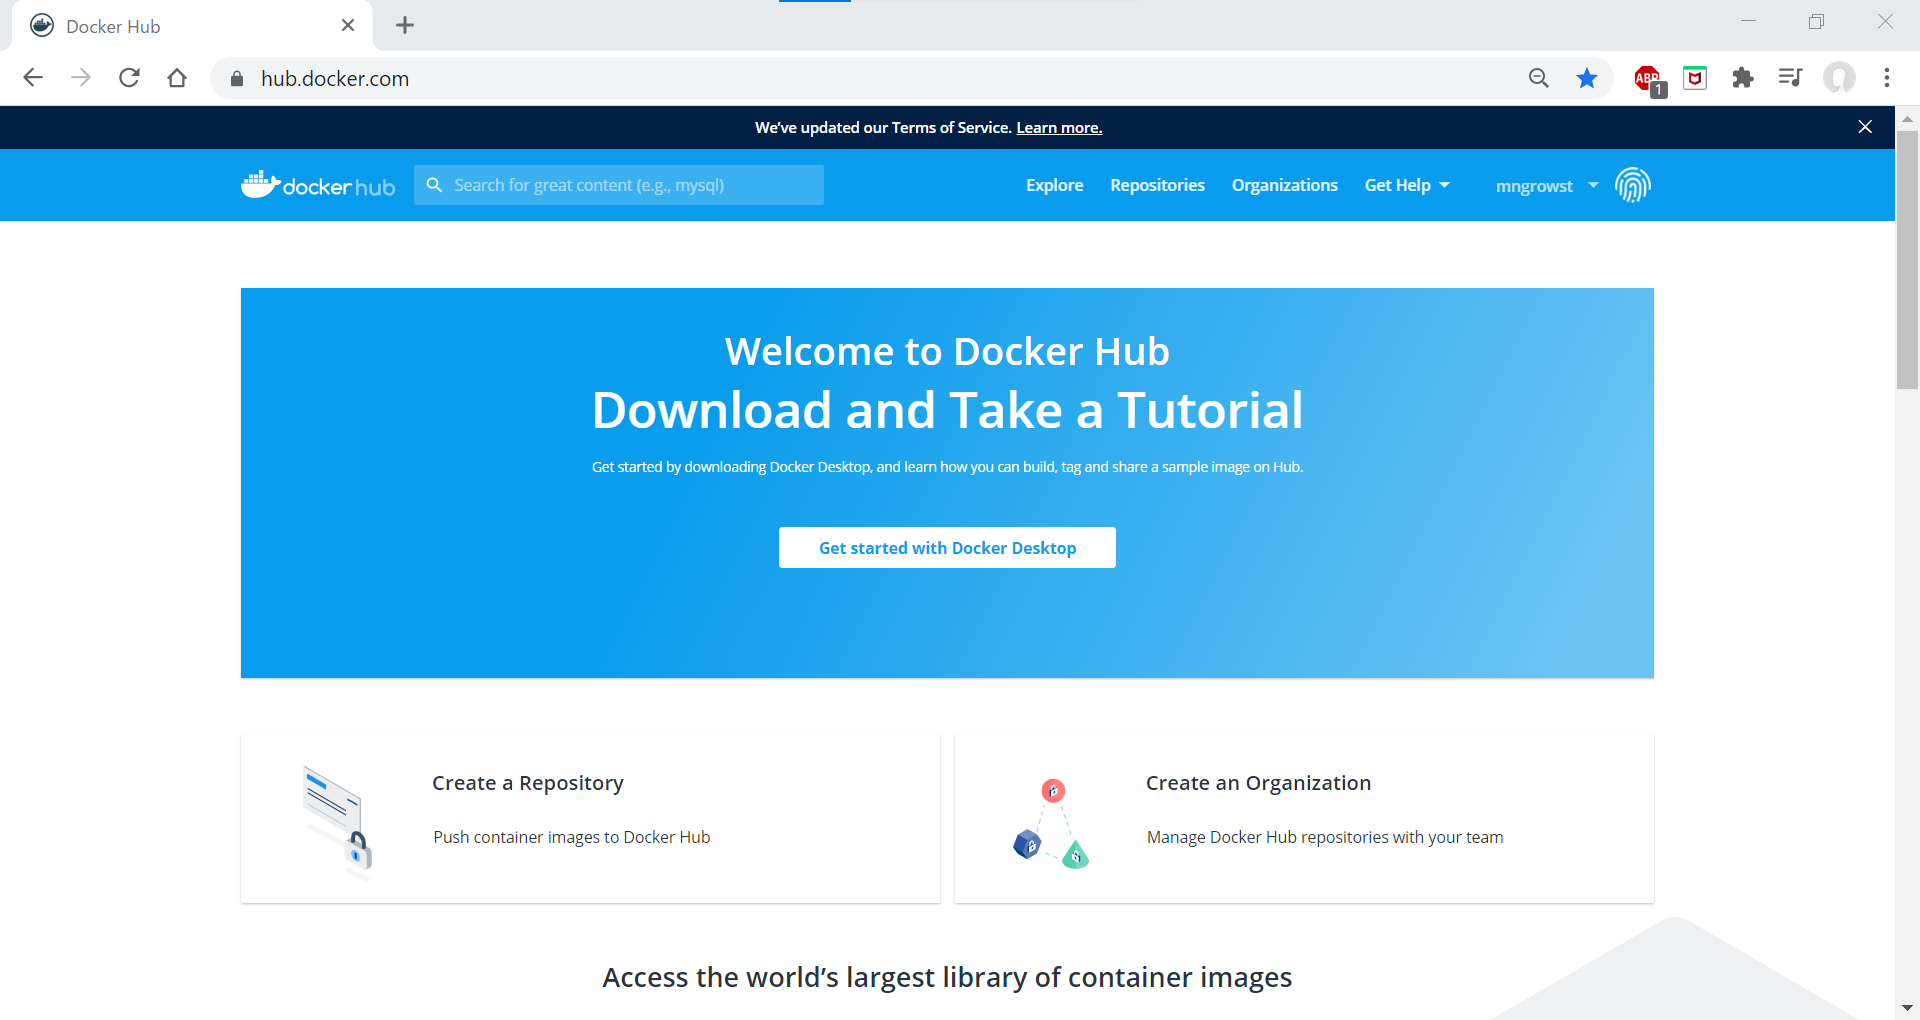 Docker Hub
hub.docker.com
ABP
1
We've updated our Terms of Service. Learn more.
docker hub
Search for great content (e.g., mysql)
Explore
Repositories
Organizations
Get Help
mngrowst
Welcome to Docker Hub
Download and Take a Tutorial
Get started by downloading Docker Desktop, and learn how you can build, tag and share a sample image on Hub.
Get started with Docker Desktop
Create a Repository
Push container images to Docker Hub
Create an Organization
Manage Docker Hub repositories with your team
Access the world's largest library of container images